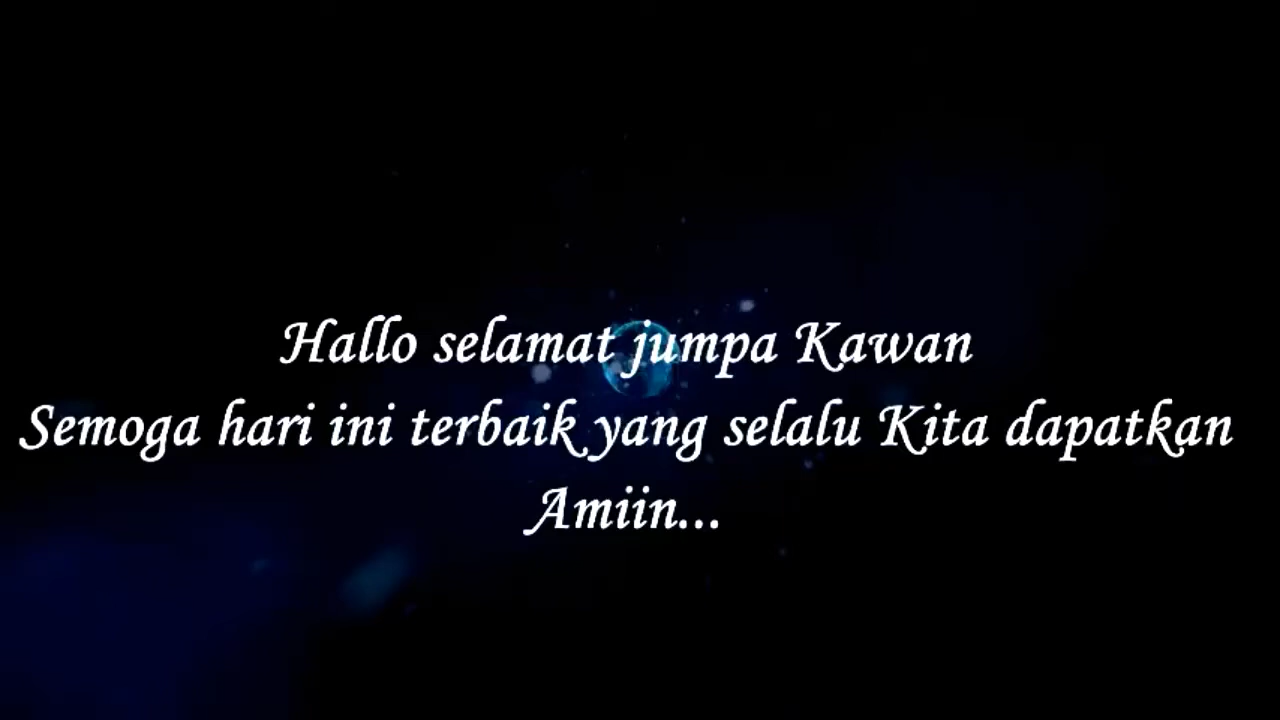 Hallo selamat jumpa Kawan
Semoga hari ini terbaik yang selalu Kita dapatkan
Amiin...